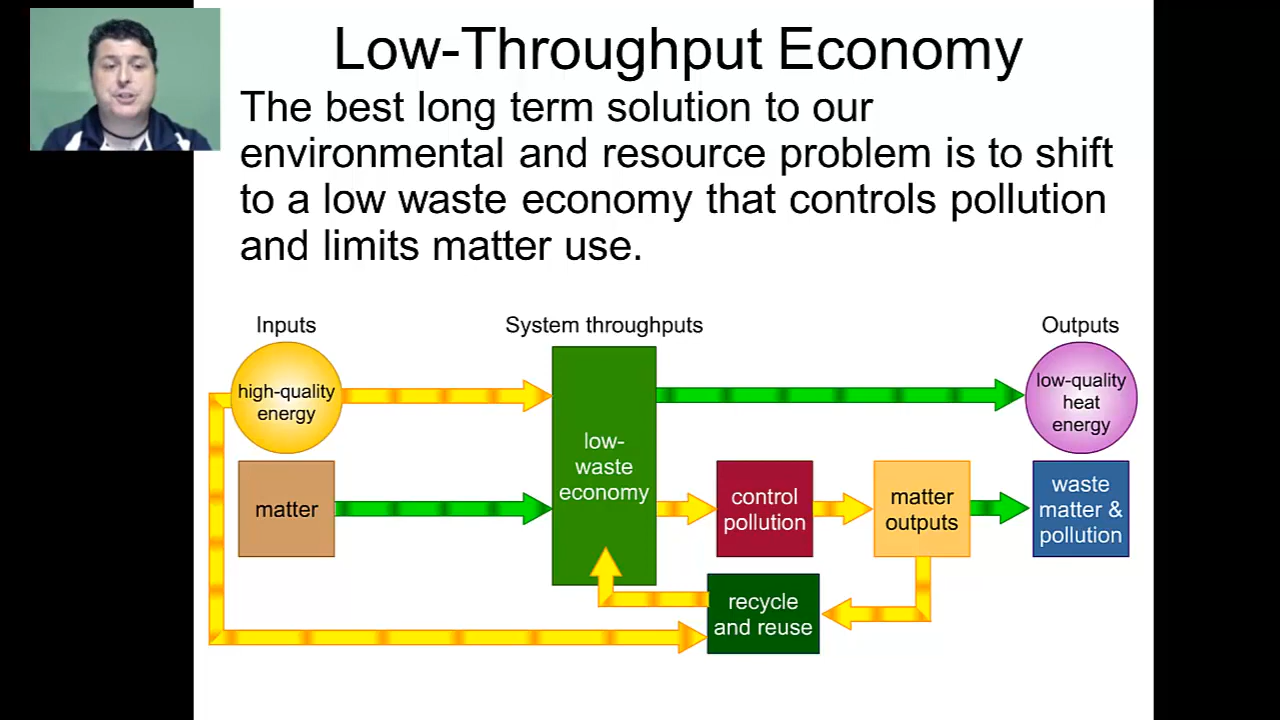 Low-Throughput Economy
The best long term solution to our
environmental and resource problem is to shift
to a low waste economy that controls pollution
and limits matter use.
Inputs
System throughputs
Outputs
high-quality
energy
low-quality
heat
energy
low-
waste
economy
matter
control
pollution
matter
outputs
waste
matter &
pollution
recycle
and reuse